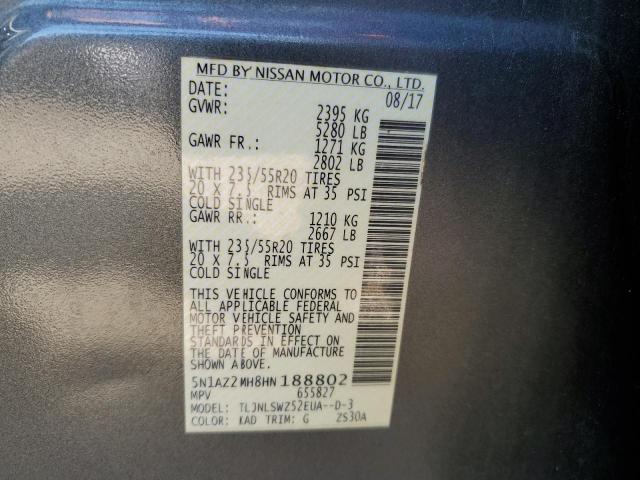 MFD BY NISSAN MOTOR CO., LTD.
DATE: 08/17
GVWR: 2395 KG
5280 LB
GAWR FR.: 1271 KG
2802 LB
WITH 235/55R20 TIRES
20 X 7.5 RIMS AT 35 PSI
COLD SINGLE
GAWR RR.: 1210 KG
2667 LB
WITH 235/55R20 TIRES
20 X 7.5 RIMS AT 35 PSI
COLD SINGLE
THIS VEHICLE CONFORMS TO
ALL APPLICABLE FEDERAL
MOTOR VEHICLE SAFETY AND
THEFT PREVENTION
STANDARDS IN EFFECT ON
THE DATE OF MANUFACTURE
SHOWN ABOVE.
5N1AZ2MH8HN188802
MPV 655827
MODEL: TLJNLSWZ52EUA--D-3
COLOR: KAD TRIM: G ZS30A